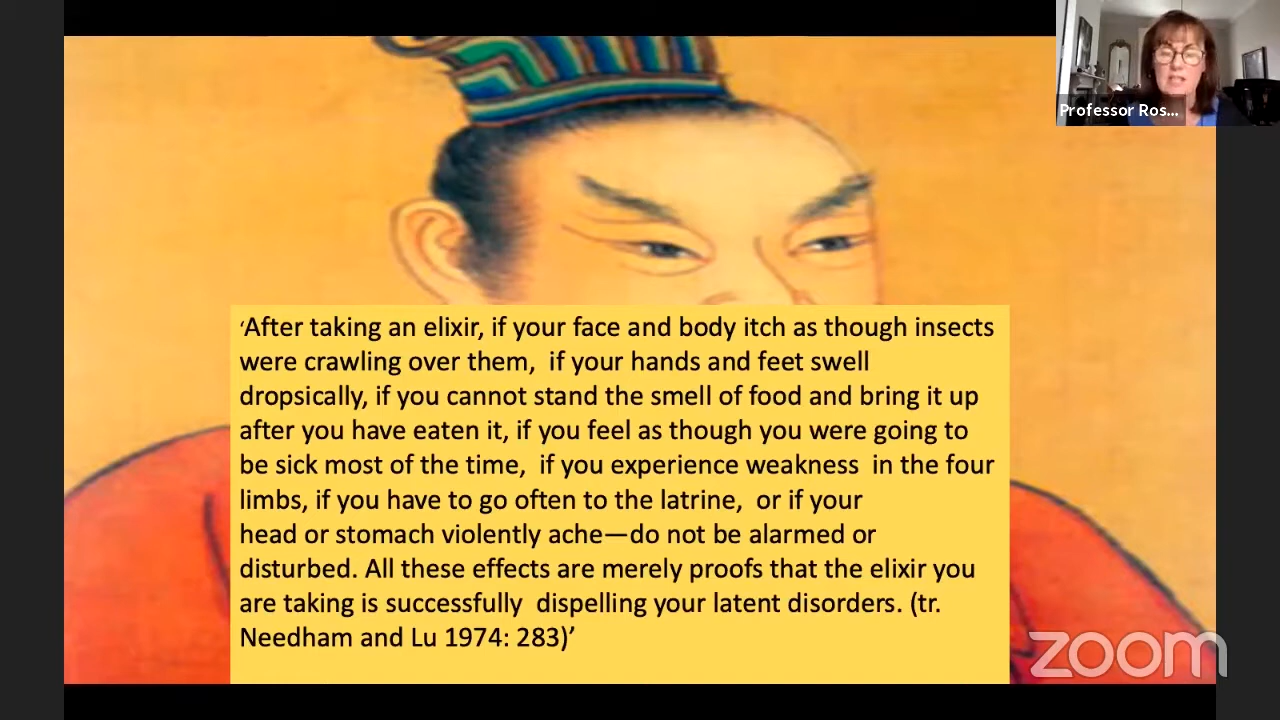 Professor Ros...
‘After taking an elixir, if your face and body itch as though insects
were crawling over them, if your hands and feet swell
dropsically, if you cannot stand the smell of food and bring it up
after you have eaten it, if you feel as though you were going to
be sick most of the time, if you experience weakness in the four
limbs, if you have to go often to the latrine, or if your
head or stomach violently ache—do not be alarmed or
disturbed. All these effects are merely proofs that the elixir you
are taking is successfully dispelling your latent disorders. (tr.
Needham and Lu 1974: 283)’
zoom